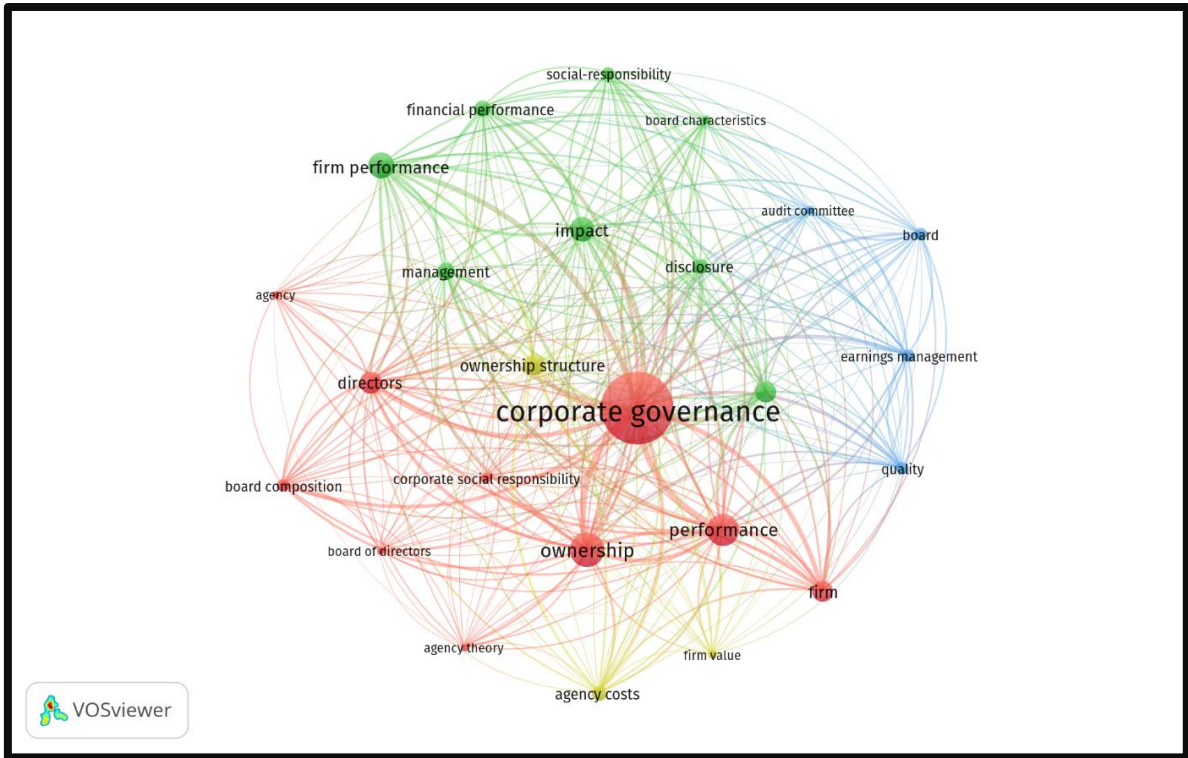 social-responsibility
financial performance
board characteristics
firm performance
audit committee
impact
board
disclosure
management
agency
earnings management
ownership structure
directors
corporate governance
quality
corporate social responsibility
board composition
performance
board of directors
ownership
firm
agency theory
firm value
agency costs
VOSviewer